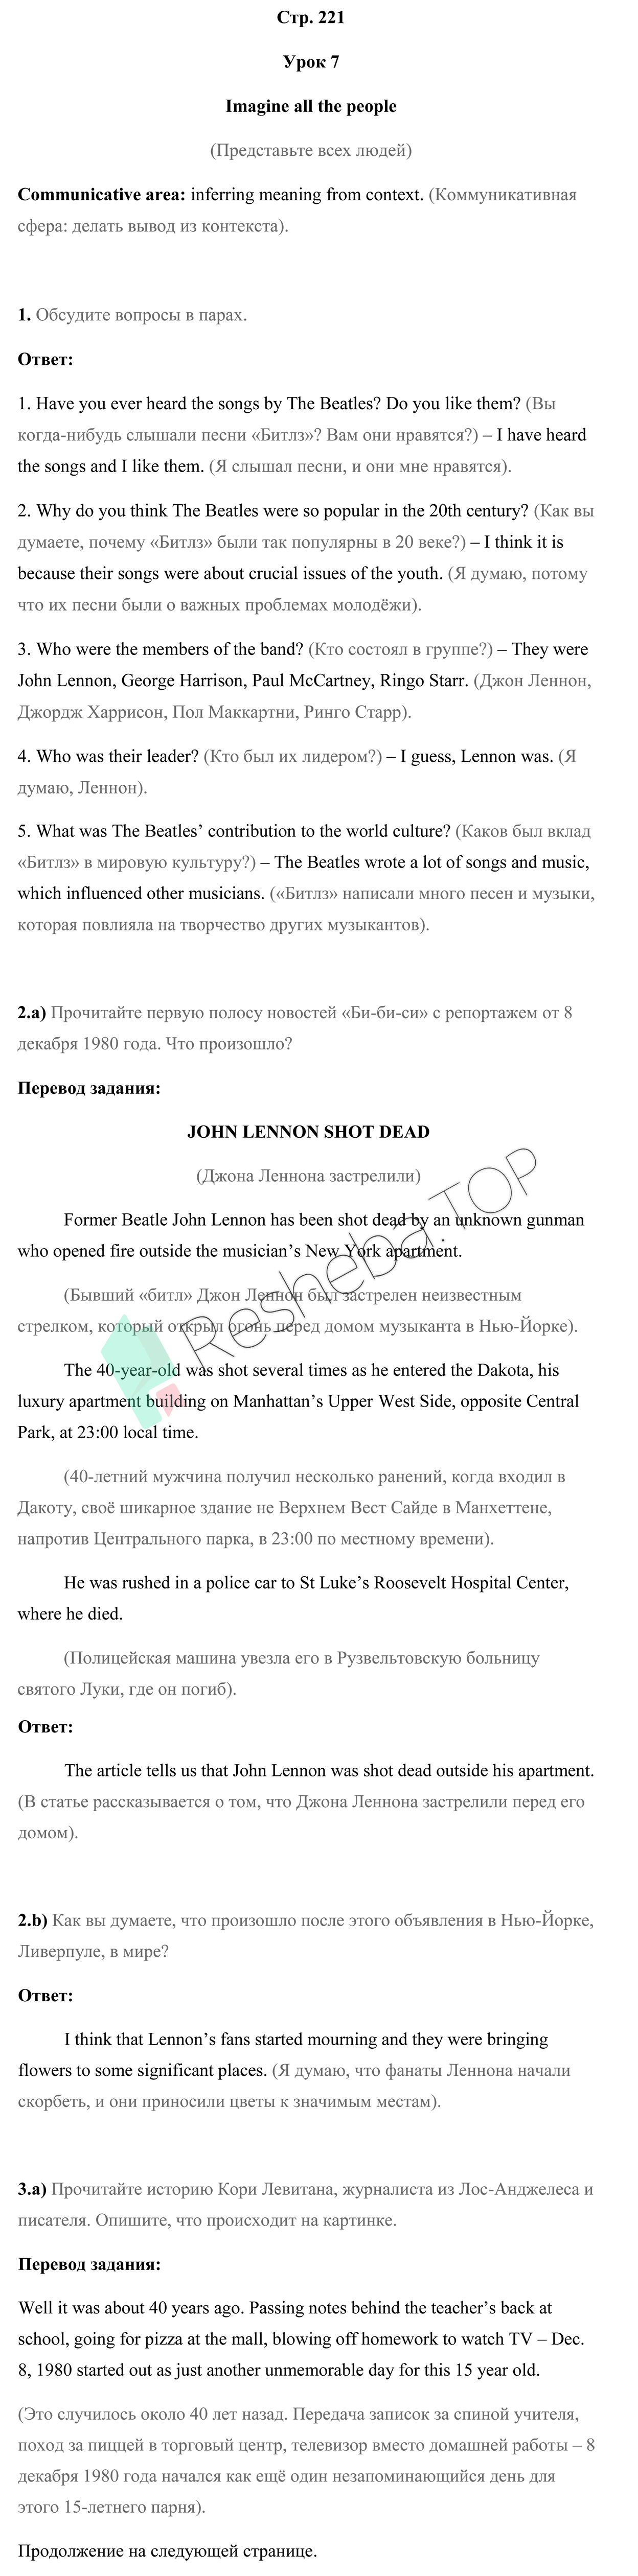 Стр. 221
Урок 7
Imagine all the people
(Представьте всех людей)
Communicative area: inferring meaning from context. (Коммуникативная
сфера: делать вывод из контекста).
1. Обсудите вопросы в парах.
Ответ:
1. Have you ever heard the songs by The Beatles? Do you like them? (Вы
когда-нибудь слышали песни «Битлз»? Вам они нравятся?) – I have heard
the songs and I like them. (Я слышал песни, и они мне нравятся).
2. Why do you think The Beatles were so popular in the 20th century? (Как вы
думаете, почему «Битлз» были так популярны в 20 веке?) – I think it is
because their songs were about crucial issues of the youth. (Я думаю, потому
что их песни были о важных проблемах молодёжи).
3. Who were the members of the band? (Кто состоял в группе?) – They were
John Lennon, George Harrison, Paul McCartney, Ringo Starr. (Джон Леннон,
Джордж Харрисон, Пол Маккартни, Ринго Старр).
4. Who was their leader? (Кто был их лидером?) – I guess, Lennon was. (Я
думаю, Леннон).
5. What was The Beatles’ contribution to the world culture? (Каков был вклад
«Битлз» в мировую культуру?) – The Beatles wrote a lot of songs and music,
which influenced other musicians. («Битлз» написали много песен и музыки,
которая повлияла на творчество других музыкантов).
2.a) Прочитайте первую полосу новостей «Би-би-си» с репортажем от 8
декабря 1980 года. Что произошло?
Перевод задания:
JOHN LENNON SHOT DEAD
(Джона Леннона застрелили)
Former Beatle John Lennon has been shot dead by an unknown gunman
who opened fire outside the musician’s New York apartment.
(Бывший «битл» Джон Леннон был застрелен неизвестным
стрелком, который открыл огонь перед домом музыканта в Нью-Йорке).
The 40-year-old was shot several times as he entered the Dakota, his
luxury apartment building on Manhattan’s Upper West Side, opposite Central
Park, at 23:00 local time.
(40-летний мужчина получил несколько ранений, когда входил в
Дакоту, своё шикарное здание не Верхнем Вест Сайде в Манхеттене,
напротив Центрального парка, в 23:00 по местному времени).
He was rushed in a police car to St Luke’s Roosevelt Hospital Center,
where he died.
(Полицейская машина увезла его в Рузвельтовскую больницу
святого Луки, где он погиб).
Ответ:
The article tells us that John Lennon was shot dead outside his apartment.
(В статье рассказывается о том, что Джона Леннона застрелили перед его
домом).
2.b) Как вы думаете, что произошло после этого объявления в Нью-Йорке,
Ливерпуле, в мире?
Ответ:
I think that Lennon’s fans started mourning and they were bringing
flowers to some significant places. (Я думаю, что фанаты Леннона начали
скорбеть, и они приносили цветы к значимым местам).
3.a) Прочитайте историю Кори Левитана, журналиста из Лос-Анджелеса и
писателя. Опишите, что происходит на картинке.
Перевод задания:
Well it was about 40 years ago. Passing notes behind the teacher’s back at
school, going for pizza at the mall, blowing off homework to watch TV – Dec.
8, 1980 started out as just another unmemorable day for this 15 year old.
(Это случилось около 40 лет назад. Передача записок за спиной учителя,
поход за пиццей в торговый центр, телевизор вместо домашней работы – 8
декабря 1980 года начался как ещё один незапоминающийся день для
этого 15-летнего парня).
Продолжение на следующей странице.
Resheba.TOP